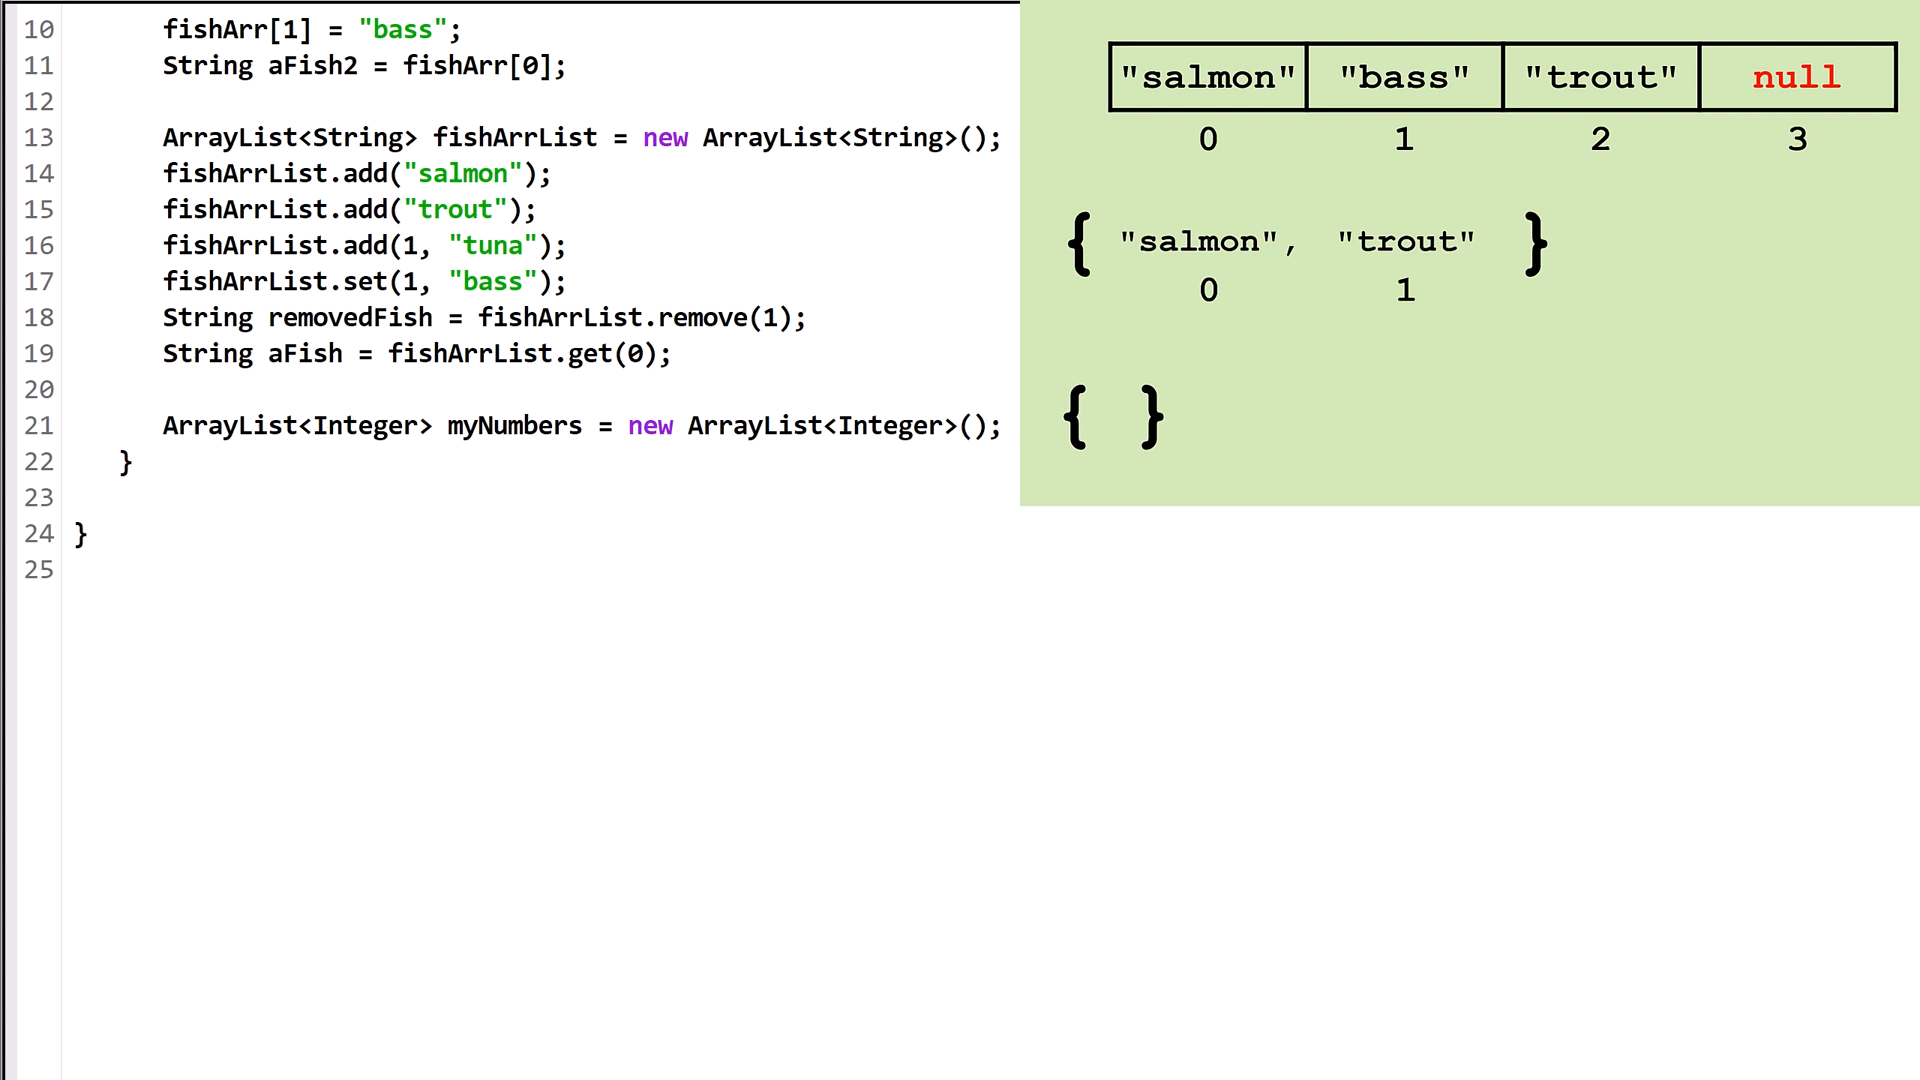 10 fishArr[1] = "bass";
11 String aFish2 = fishArr[0];
12
13 ArrayList<String> fishArrList = new ArrayList<String>();
14 fishArrList.add("salmon");
15 fishArrList.add("trout");
16 fishArrList.add(1, "tuna");
17 fishArrList.set(1, "bass");
18 String removedFish = fishArrList.remove(1);
19 String aFish = fishArrList.get(0);
20
21 ArrayList<Integer> myNumbers = new ArrayList<Integer>();
22 }
23
24 }
25
"salmon" "bass" "trout" null
0 1 2 3
{ "salmon", "trout" }
0 1
{ }